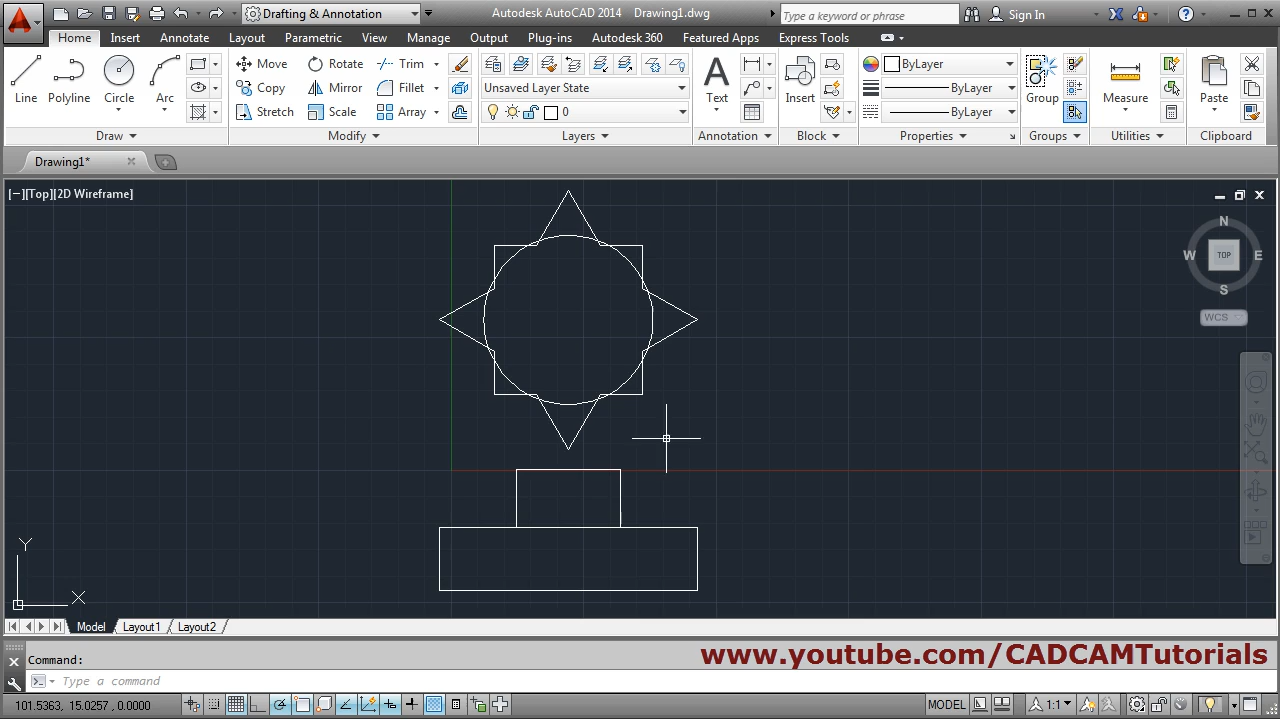 Drafting & Annotation
Autodesk AutoCAD 2014 Drawing1.dwg
Type a keyword or phrase
Sign In
Home Insert Annotate Layout Parametric View Manage Output Plug-ins Autodesk 360 Featured Apps Express Tools
Line Polyline Circle Arc
Move Rotate Trim
Copy Mirror Fillet
Stretch Scale Array
Unsaved Layer State
0
Text
Insert
ByLayer
ByLayer
ByLayer
Group
Measure
Paste
Draw Modify Layers Annotation Block Properties Groups Utilities Clipboard
Drawing1*
[−][Top][2D Wireframe]
N
W TOP E
S
WCS
Y
X
Model Layout1 Layout2
Command:
www.youtube.com/CADCAMTutorials
Type a command
101.5363, 15.0257, 0.0000
MODEL
1:1